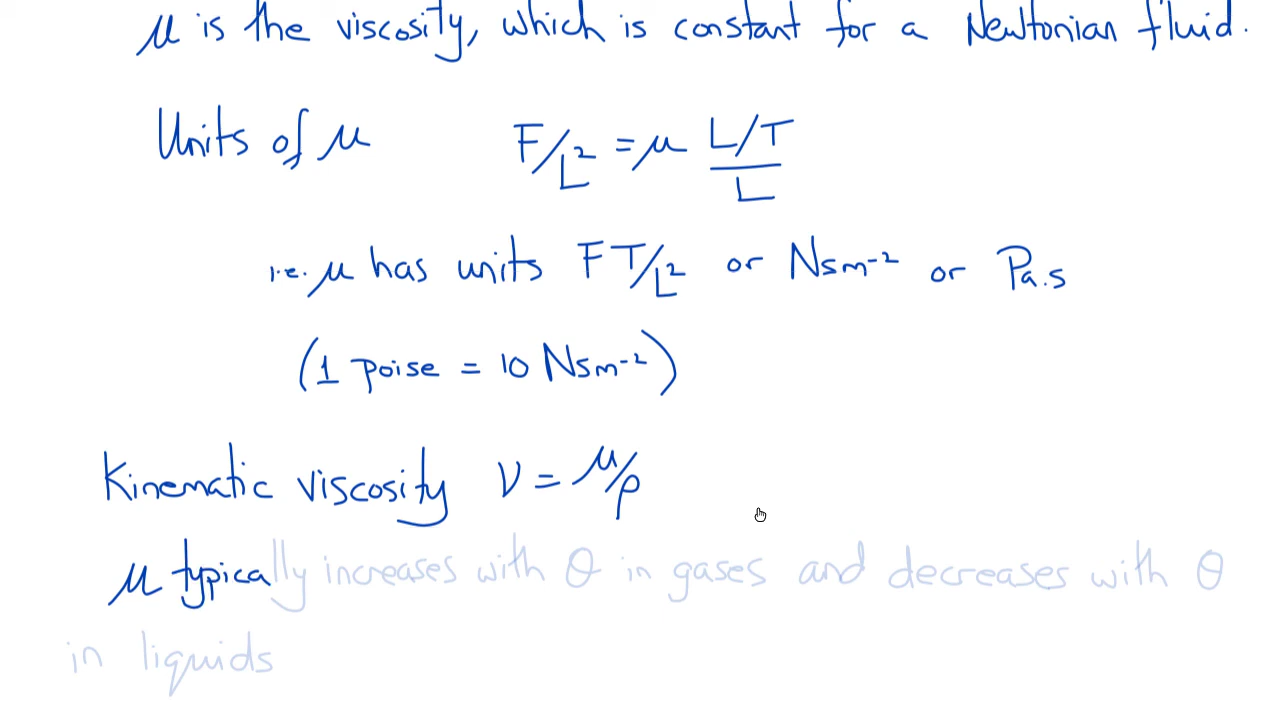 μ is the viscosity, which is constant for a Newtonian fluid.
Units of μ F/L² = μ (L/T)/L
i.e. μ has units FT/L² or Nsm⁻² or Pa.s
(1 poise = 10 Nsm⁻²)
Kinematic viscosity ν = μ/ρ
μ typically increases with θ in gases and decreases with θ
in liquids